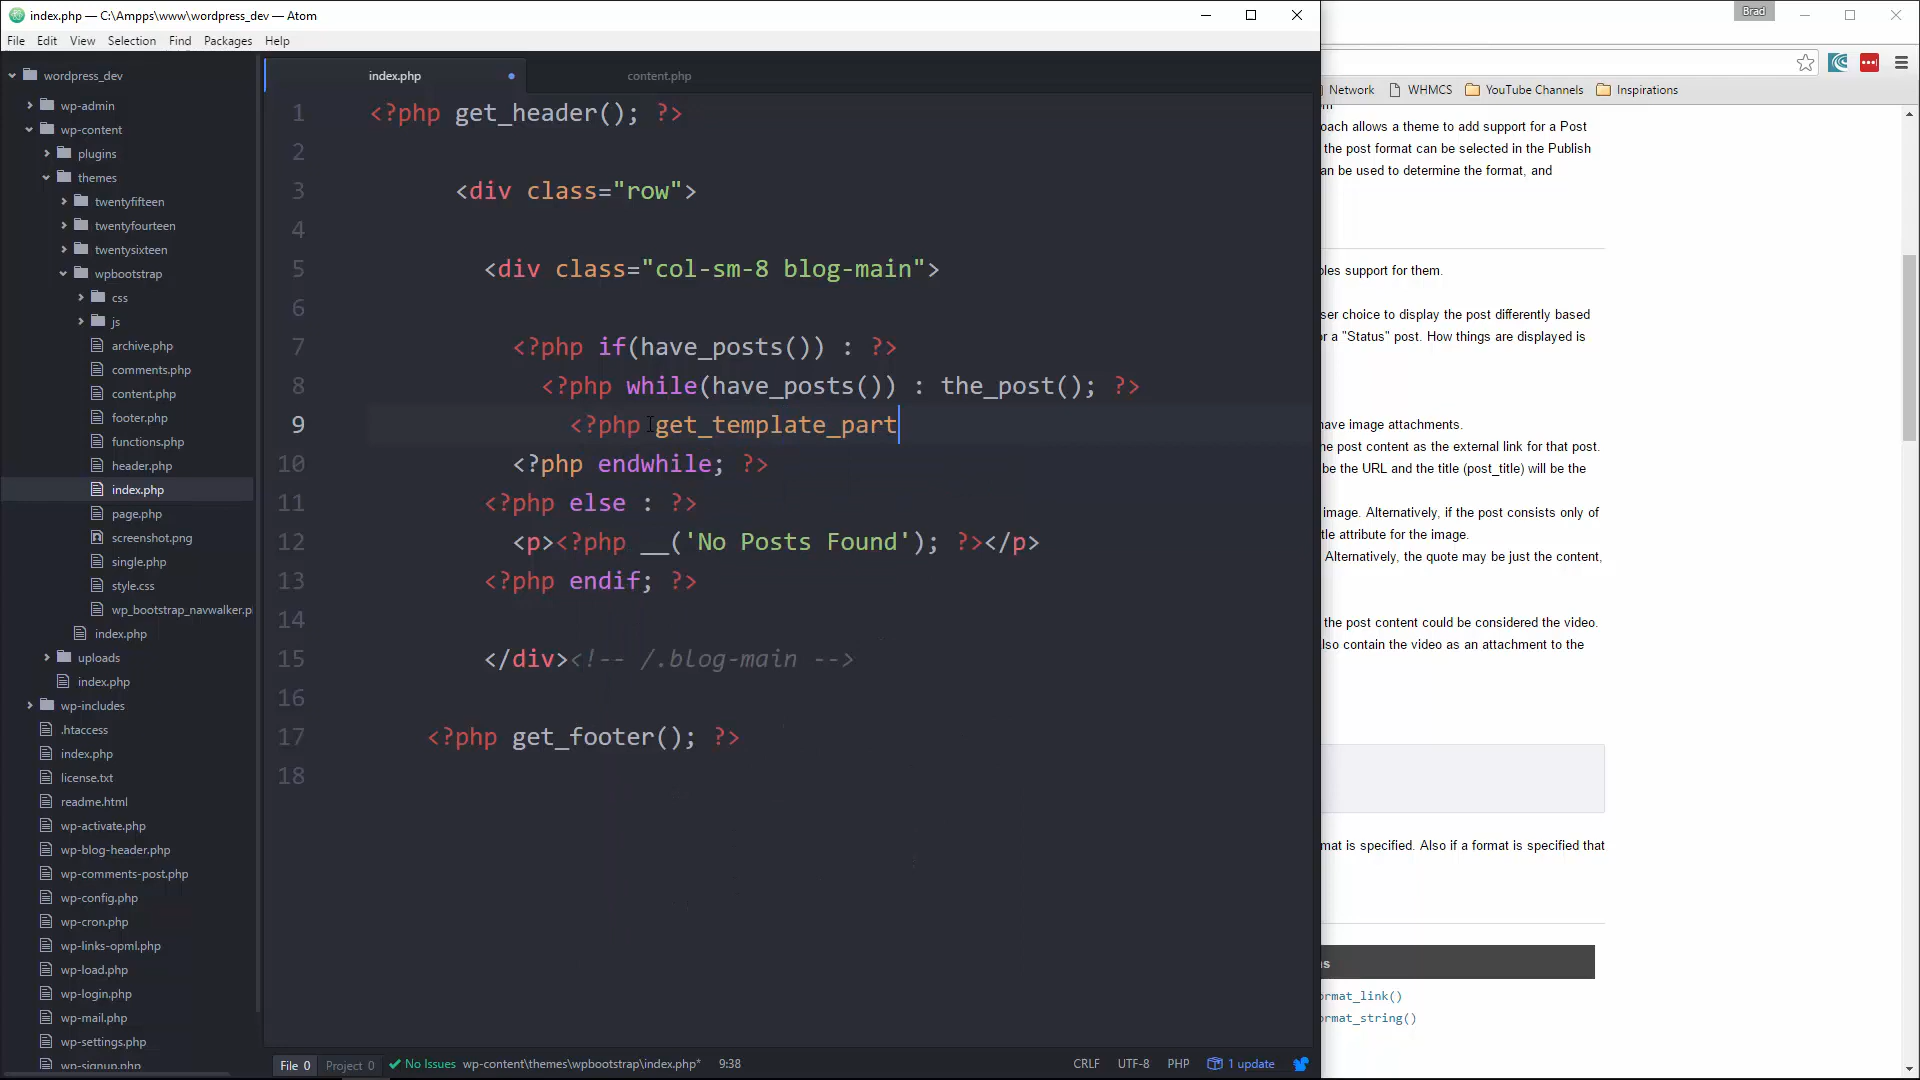 index.php — C:\Ampps\www\wordpress_dev — Atom
Brad
File Edit View Selection Find Packages Help
wordpress_dev
wp-admin
wp-content
plugins
themes
twentyfifteen
twentyfourteen
twentysixteen
wpbootstrap
css
js
archive.php
comments.php
content.php
footer.php
functions.php
header.php
index.php
page.php
screenshot.png
single.php
style.css
wp_bootstrap_navwalker.p
index.php
uploads
index.php
wp-includes
.htaccess
index.php
license.txt
readme.html
wp-activate.php
wp-blog-header.php
wp-comments-post.php
wp-config.php
wp-cron.php
wp-links-opml.php
wp-load.php
wp-login.php
wp-mail.php
wp-settings.php
wp-signup.php
index.php content.php
1 <?php get_header(); ?>
2
3 <div class="row">
4
5 <div class="col-sm-8 blog-main">
6
7 <?php if(have_posts()) : ?>
8 <?php while(have_posts()) : the_post(); ?>
9 <?php get_template_part
10 <?php endwhile; ?>
11 <?php else : ?>
12 <p><?php __('No Posts Found'); ?></p>
13 <?php endif; ?>
14
15 </div><!-- /.blog-main -->
16
17 <?php get_footer(); ?>
18
File 0 Project 0 No Issues wp-content\themes\wpbootstrap\index.php* 9:38 CRLF UTF-8 PHP 1 update
Network WHMCS YouTube Channels Inspirations
oach allows a theme to add support for a Post
the post format can be selected in the Publish
an be used to determine the format, and
bles support for them.
ser choice to display the post differently based
or a "Status" post. How things are displayed is
ave image attachments.
the post content as the external link for that post.
be the URL and the title (post_title) will be the
image. Alternatively, if the post consists only of
tle attribute for the image.
Alternatively, the quote may be just the content,
the post content could be considered the video.
lso contain the video as an attachment to the
mat is specified. Also if a format is specified that
s
ormat_link()
ormat_string()